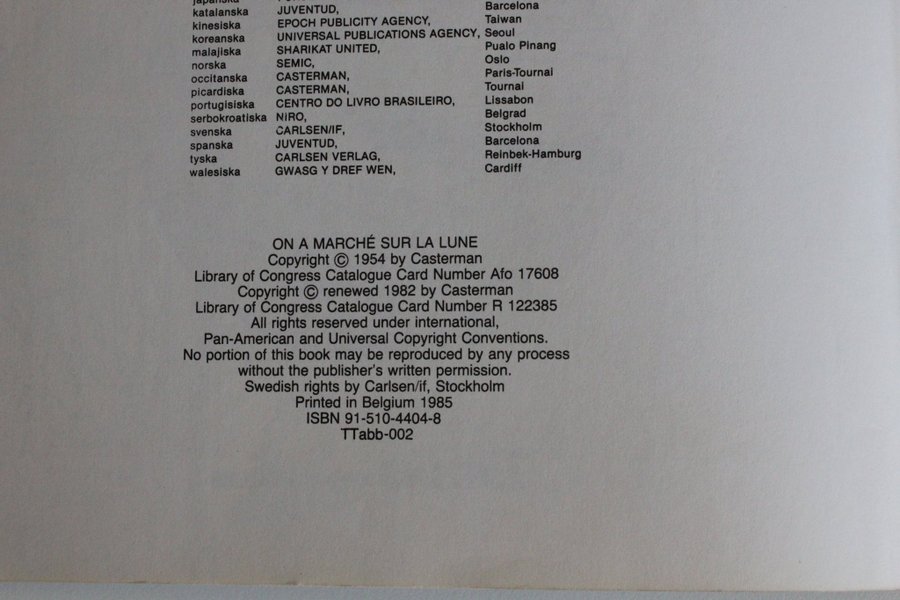 japanska
katalanska JUVENTUD, Barcelona
kinesiska EPOCH PUBLICITY AGENCY, Taiwan
koreanska UNIVERSAL PUBLICATIONS AGENCY, Seoul
malajiska SHARIKAT UNITED, Pualo Pinang
norska SEMIC, Oslo
occitanska CASTERMAN, Paris-Tournai
picardiska CASTERMAN, Tournai
portugisiska CENTRO DO LIVRO BRASILEIRO, Lissabon
serbokroatiska NIRO, Belgrad
svenska CARLSEN/IF, Stockholm
spanska JUVENTUD, Barcelona
tyska CARLSEN VERLAG, Reinbek-Hamburg
walesiska GWASG Y DREF WEN, Cardiff
ON A MARCHÉ SUR LA LUNE
Copyright © 1954 by Casterman
Library of Congress Catalogue Card Number Afo 17608
Copyright © renewed 1982 by Casterman
Library of Congress Catalogue Card Number R 122385
All rights reserved under international,
Pan-American and Universal Copyright Conventions.
No portion of this book may be reproduced by any process
without the publisher's written permission.
Swedish rights by Carlsen/if, Stockholm
Printed in Belgium 1985
ISBN 91-510-4404-8
TTabb-002